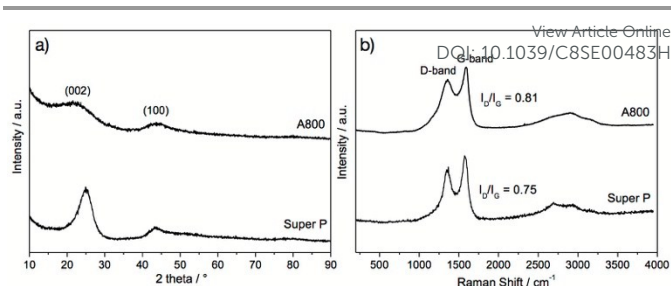 View Article Online
DOI: 10.1039/C8SE00483H
a)
(002)
(100)
A800
Super P
Intensity / a.u.
10 20 30 40 50 60 70 80 90
2 theta / °
b)
D-band
G-band
I_D/I_G = 0.81
A800
I_D/I_G = 0.75
Super P
Intensity / a.u.
500 1000 1500 2000 2500 3000 3500 4000
Raman Shift / cm⁻¹